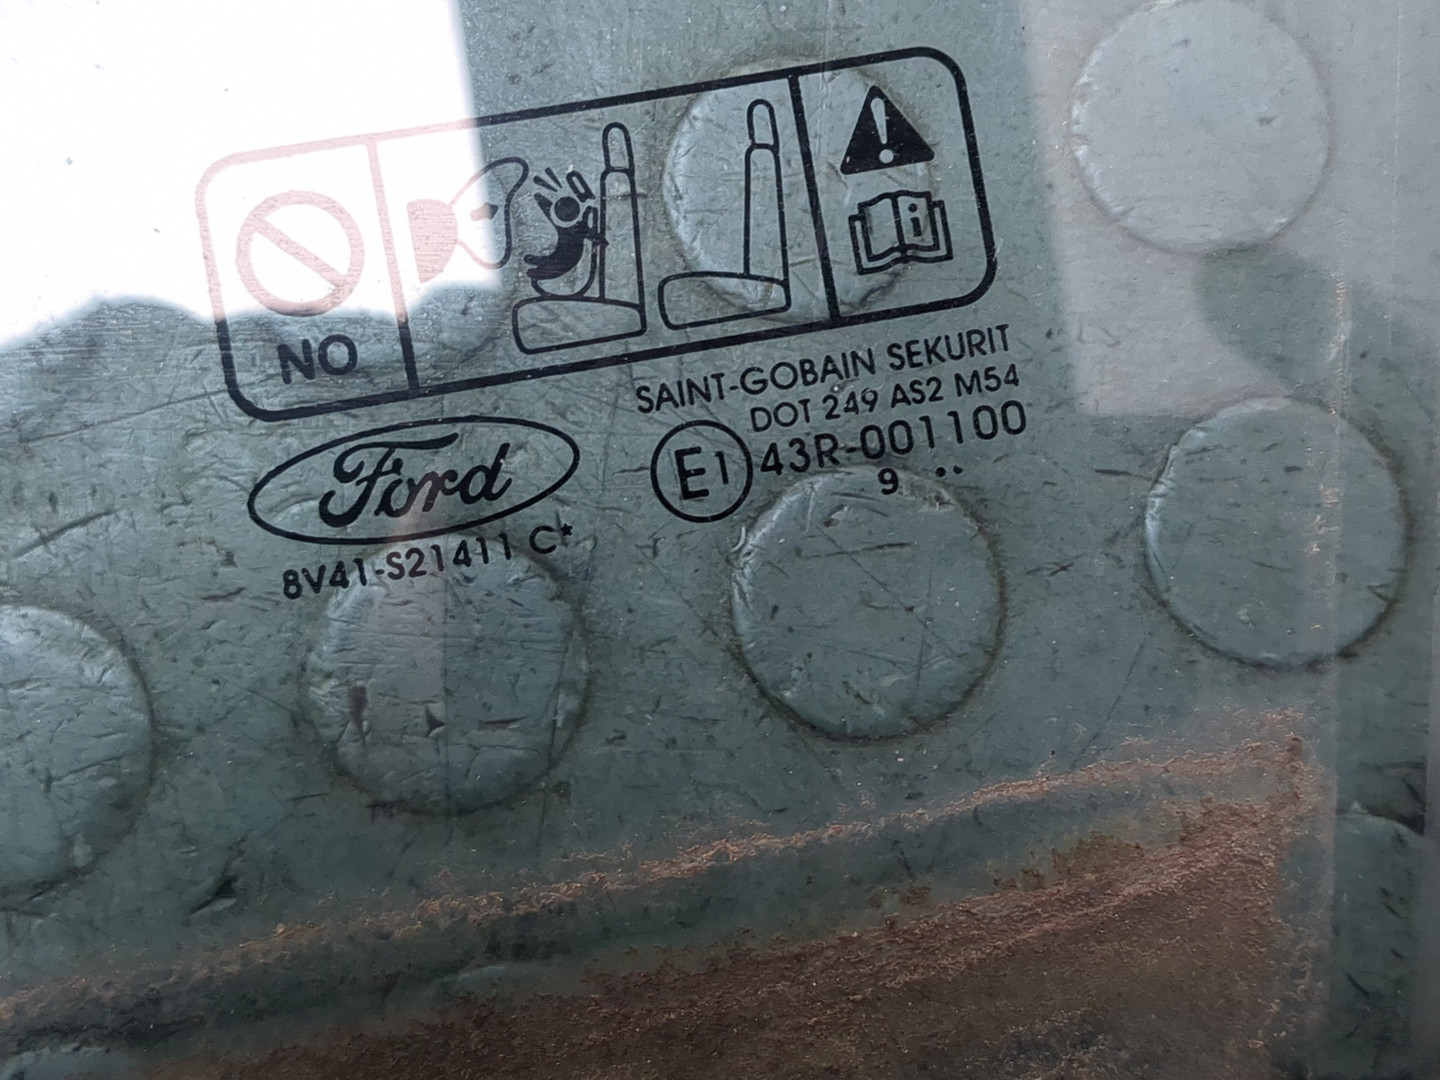 NO
i
SAINT-GOBAIN SEKURIT
DOT 249 AS2 M54
E1 43R-001100
9 ..
Ford
8V41-S21411 C*